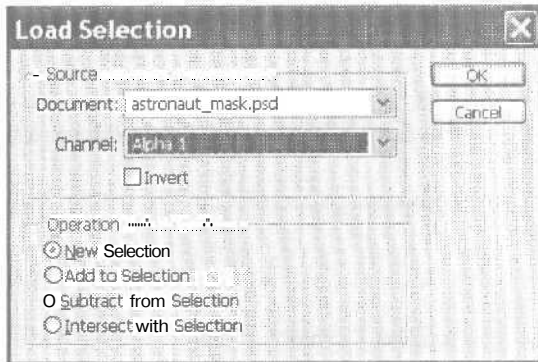 Load Selection
Source
OK
Document: astronaut_mask.psd
Cancel
Channel: Alpha 1
Invert
Operation
New Selection
Add to Selection
O Subtract from Selection
Intersect with Selection